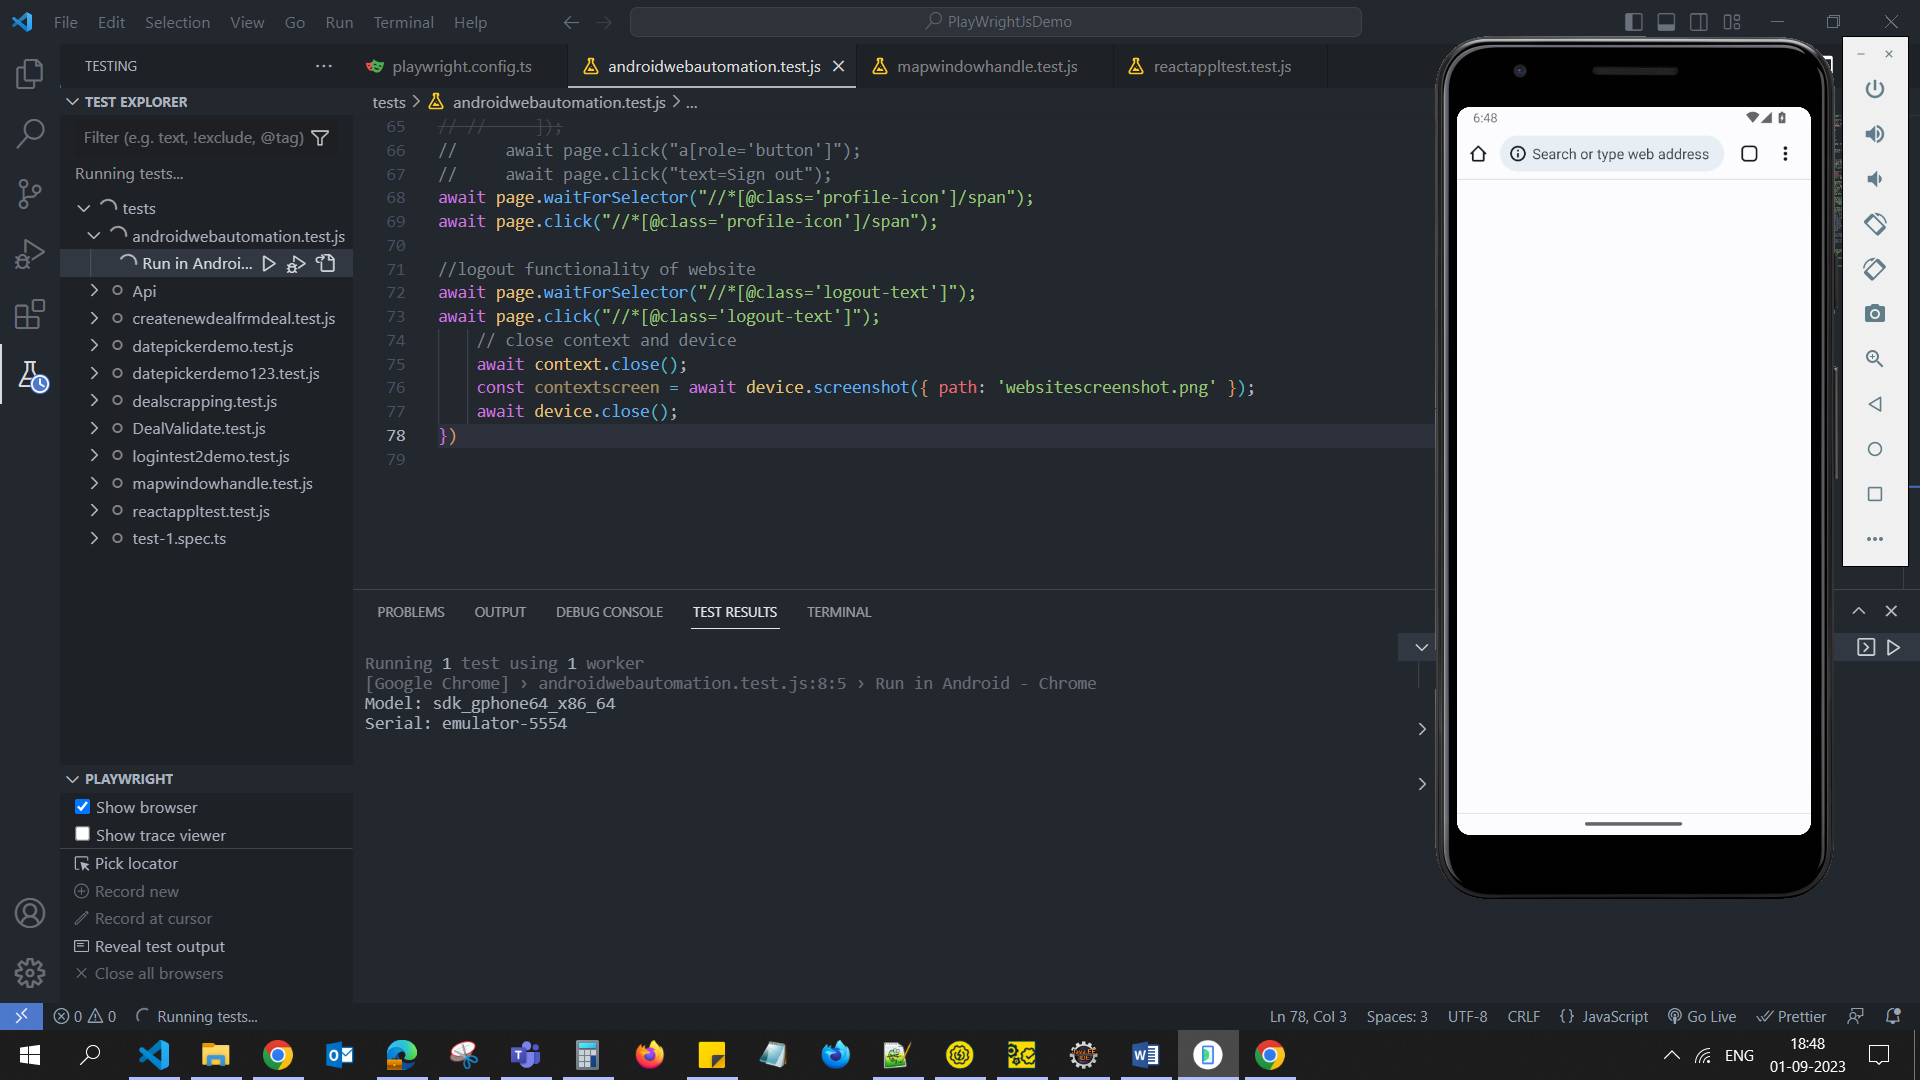 File Edit Selection View Go Run Terminal Help
PlayWrightJsDemo
TESTING
playwright.config.ts
androidwebautomation.test.js
mapwindowhandle.test.js
reactappltest.test.js
TEST EXPLORER
Filter (e.g. text, !exclude, @tag)
Running tests...
tests
androidwebautomation.test.js
Run in Androi...
Api
createnewdealfrmdeal.test.js
datepickerdemo.test.js
datepickerdemo123.test.js
dealscrapping.test.js
DealValidate.test.js
logintest2demo.test.js
mapwindowhandle.test.js
reactappltest.test.js
test-1.spec.ts
PLAYWRIGHT
Show browser
Show trace viewer
Pick locator
Record new
Record at cursor
Reveal test output
Close all browsers
tests > androidwebautomation.test.js > ...
65 // // ]);
66 // await page.click("a[role='button']");
67 // await page.click("text=Sign out");
68 await page.waitForSelector("//*[@class='profile-icon']/span");
69 await page.click("//*[@class='profile-icon']/span");
70
71 //logout functionality of website
72 await page.waitForSelector("//*[@class='logout-text']");
73 await page.click("//*[@class='logout-text']");
74 // close context and device
75 await context.close();
76 const contextscreen = await device.screenshot({ path: 'websitescreenshot.png' });
77 await device.close();
78 })
79
PROBLEMS OUTPUT DEBUG CONSOLE TEST RESULTS TERMINAL
Running 1 test using 1 worker
[Google Chrome] › androidwebautomation.test.js:8:5 › Run in Android - Chrome
Model: sdk_gphone64_x86_64
Serial: emulator-5554
6:48
Search or type web address
0 0 Running tests...
Ln 78, Col 3 Spaces: 3 UTF-8 CRLF {} JavaScript Go Live Prettier
ENG
18:48
01-09-2023